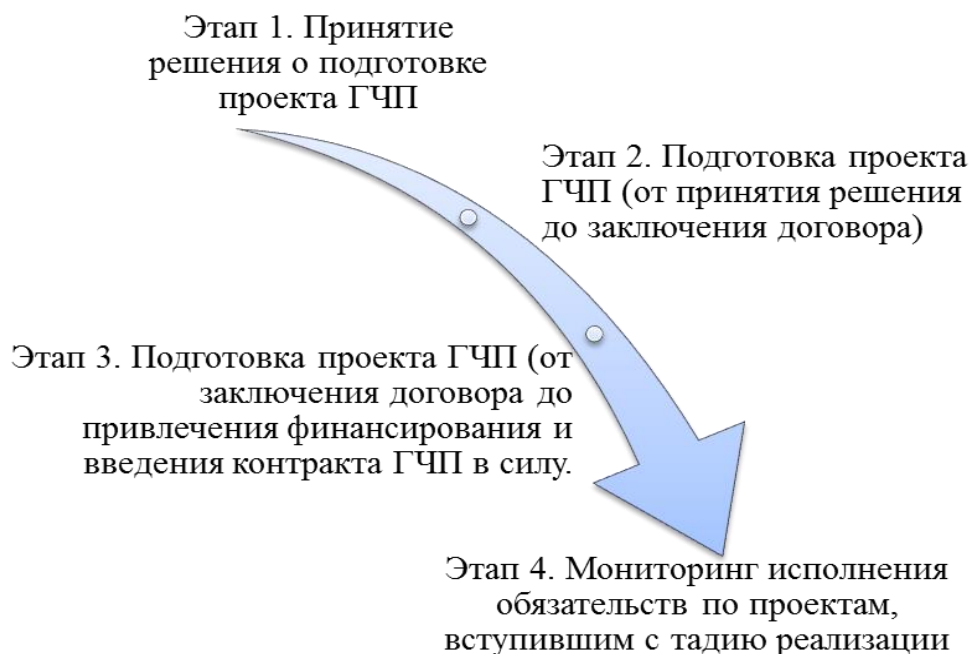 Этап 1. Принятие
решения о подготовке
проекта ГЧП
Этап 2. Подготовка проекта
ГЧП (от принятия решения
до заключения договора)
Этап 3. Подготовка проекта ГЧП (от
заключения договора до
привлечения финансирования и
введения контракта ГЧП в силу.
Этап 4. Мониторинг исполнения
обязательств по проектам,
вступившим с тадию реализации